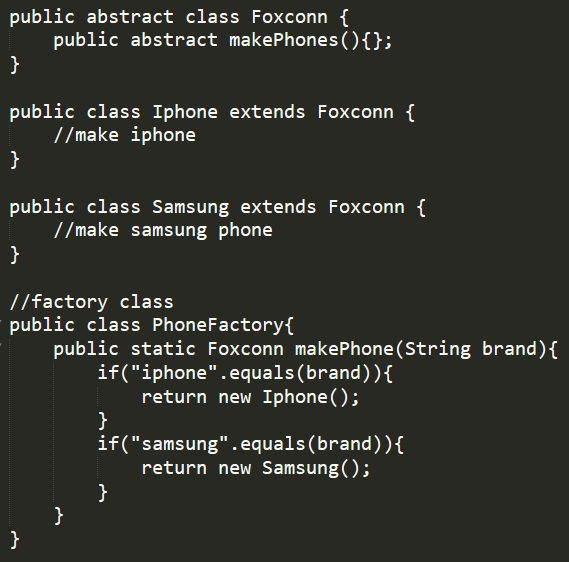 public abstract class Foxconn {
    public abstract makePhones(){};
}

public class Iphone extends Foxconn {
    //make iphone
}

public class Samsung extends Foxconn {
    //make samsung phone
}

//factory class
public class PhoneFactory{
    public static Foxconn makePhone(String brand){
        if("iphone".equals(brand)){
            return new Iphone();
        }
        if("samsung".equals(brand)){
            return new Samsung();
        }
    }
}